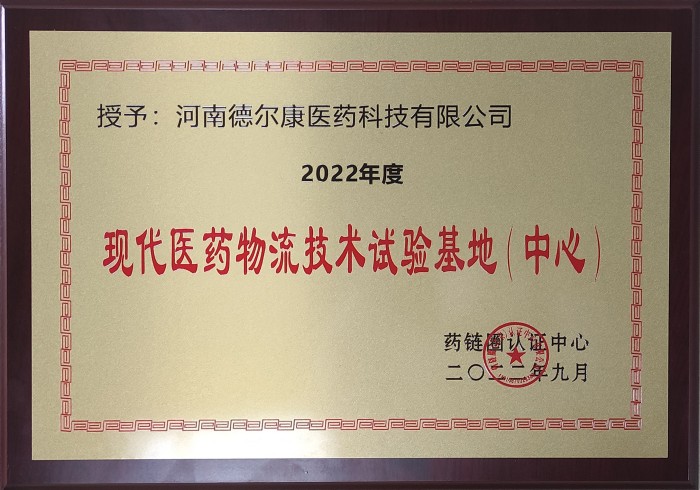 授予：河南德尔康医药科技有限公司
2022年度
现代医药物流技术试验基地（中心）
药链圈认证中心
二〇二二年九月